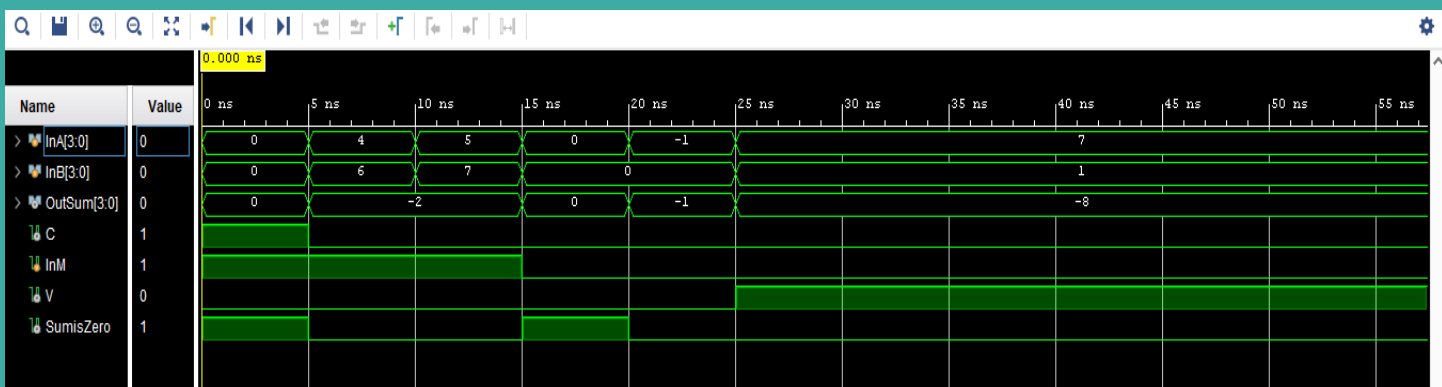 0.000 ns
Name Value 0 ns 5 ns 10 ns 15 ns 20 ns 25 ns 30 ns 35 ns 40 ns 45 ns 50 ns 55 ns
InA[3:0] 0 0 4 5 0 -1 7
InB[3:0] 0 0 6 7 0 1
OutSum[3:0] 0 0 -2 0 -1 -8
C 1
InM 1
V 0
SumisZero 1